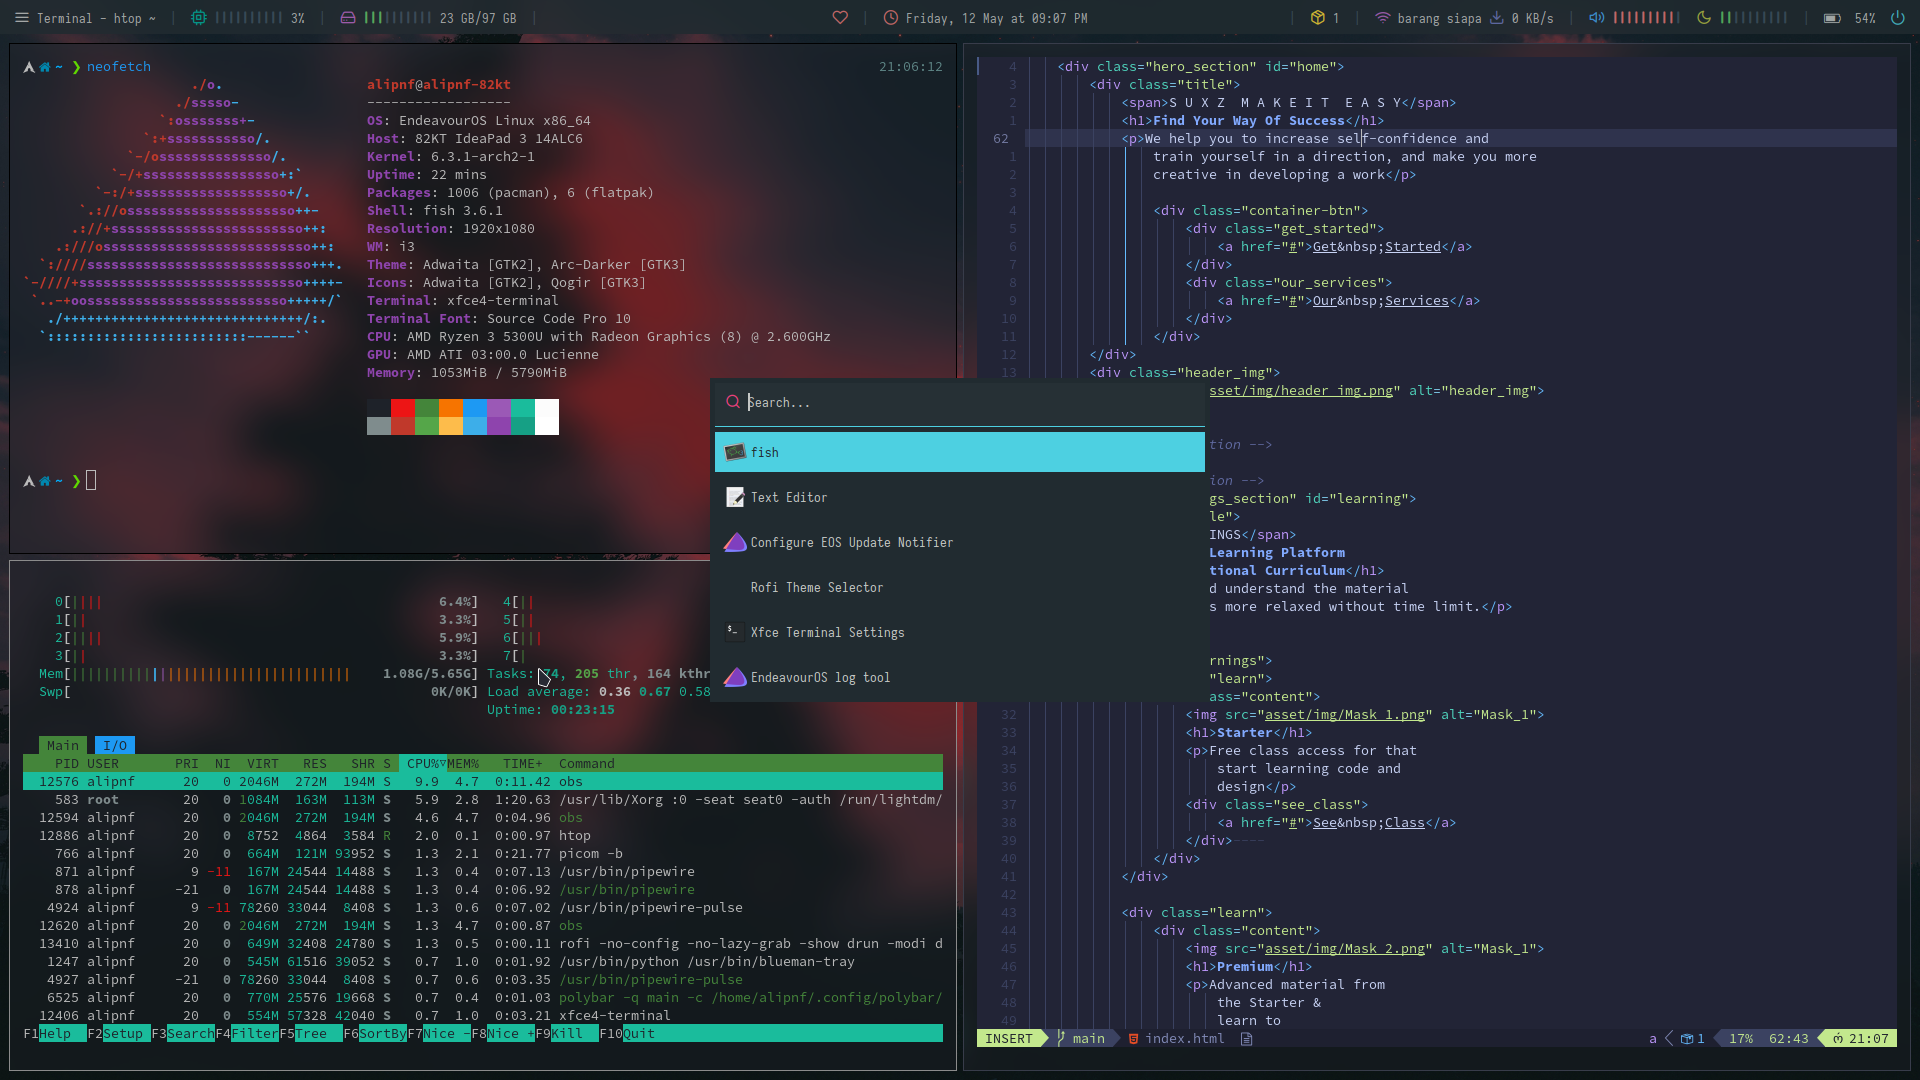 Terminal - htop ~
3%
23 GB/97 GB
Friday, 12 May at 09:07 PM
1
barang siapa
0 KB/s
54%
~ ❯ neofetch
21:06:12
alipnf@alipnf-82kt
------------------
OS: EndeavourOS Linux x86_64
Host: 82KT IdeaPad 3 14ALC6
Kernel: 6.3.1-arch2-1
Uptime: 22 mins
Packages: 1006 (pacman), 6 (flatpak)
Shell: fish 3.6.1
Resolution: 1920x1080
WM: i3
Theme: Adwaita [GTK2], Arc-Darker [GTK3]
Icons: Adwaita [GTK2], Qogir [GTK3]
Terminal: xfce4-terminal
Terminal Font: Source Code Pro 10
CPU: AMD Ryzen 3 5300U with Radeon Graphics (8) @ 2.600GHz
GPU: AMD ATI 03:00.0 Lucienne
Memory: 1053MiB / 5790MiB
~ ❯
0[|||| 6.4%] 4[||
1[|| 3.3%] 5[||
2[|||| 5.9%] 6[|||
3[|| 3.3%] 7[|
Mem[ 1.08G/5.65G] Tasks: 74, 205 thr, 164 kthr
Swp[ 0K/0K] Load average: 0.36 0.67 0.58
Uptime: 00:23:15
Main I/O
PID USER PRI NI VIRT RES SHR S CPU%▽MEM% TIME+ Command
12576 alipnf 20 0 2046M 272M 194M S 9.9 4.7 0:11.42 obs
583 root 20 0 1084M 163M 113M S 5.9 2.8 1:20.63 /usr/lib/Xorg :0 -seat seat0 -auth /run/lightdm/
12594 alipnf 20 0 2046M 272M 194M S 4.6 4.7 0:04.96 obs
12886 alipnf 20 0 8752 4864 3584 R 2.0 0.1 0:00.97 htop
766 alipnf 20 0 664M 121M 93952 S 1.3 2.1 0:21.77 picom -b
871 alipnf 9 -11 167M 24544 14488 S 1.3 0.4 0:07.13 /usr/bin/pipewire
878 alipnf -21 0 167M 24544 14488 S 1.3 0.4 0:06.92 /usr/bin/pipewire
4924 alipnf 9 -11 78260 33044 8408 S 1.3 0.6 0:07.02 /usr/bin/pipewire-pulse
12620 alipnf 20 0 2046M 272M 194M S 1.3 4.7 0:00.87 obs
13410 alipnf 20 0 649M 32408 24780 S 1.3 0.5 0:00.11 rofi -no-config -no-lazy-grab -show drun -modi d
1247 alipnf 20 0 545M 61516 39052 S 0.7 1.0 0:01.92 /usr/bin/python /usr/bin/blueman-tray
4927 alipnf -21 0 78260 33044 8408 S 0.7 0.6 0:03.35 /usr/bin/pipewire-pulse
6525 alipnf 20 0 770M 25576 19668 S 0.7 0.4 0:01.03 polybar -q main -c /home/alipnf/.config/polybar/
12406 alipnf 20 0 554M 57328 42040 S 0.7 1.0 0:03.21 xfce4-terminal
F1Help F2Setup F3SearchF4FilterF5Tree F6SortByF7Nice -F8Nice +F9Kill F10Quit
Search...
fish
Text Editor
Configure EOS Update Notifier
Rofi Theme Selector
Xfce Terminal Settings
EndeavourOS log tool
4 <div class="hero_section" id="home">
3 <div class="title">
2 <span>S U X Z M A K E I T E A S Y</span>
1 <h1>Find Your Way Of Success</h1>
62 <p>We help you to increase self-confidence and
1 train yourself in a direction, and make you more
2 creative in developing a work</p>
3
4 <div class="container-btn">
5 <div class="get_started">
6 <a href="#">Get&nbsp;Started</a>
7 </div>
8 <div class="our_services">
9 <a href="#">Our&nbsp;Services</a>
10 </div>
11 </div>
12 </div>
13 <div class="header_img">
sset/img/header_img.png" alt="header_img">
tion -->
ion -->
gs_section" id="learning">
le">
INGS</span>
Learning Platform
tional Curriculum</h1>
d understand the material
s more relaxed without time limit.</p>
rnings">
"learn">
ass="content">
32 <img src="asset/img/Mask_1.png" alt="Mask_1">
33 <h1>Starter</h1>
34 <p>Free class access for that
35 start learning code and
36 design</p>
37 <div class="see_class">
38 <a href="#">See&nbsp;Class</a>
39 </div>
40 </div>
41 </div>
42
43 <div class="learn">
44 <div class="content">
45 <img src="asset/img/Mask_2.png" alt="Mask_1">
46 <h1>Premium</h1>
47 <p>Advanced material from
48 the Starter &
49 learn to
INSERT main index.html a 1 17% 62:43 21:07